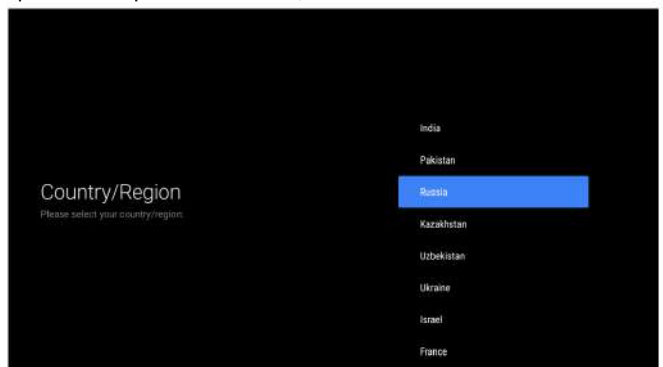 Country/Region
Please select your country/region.
India
Pakistan
Russia
Kazakhstan
Uzbekistan
Ukraine
Israel
France